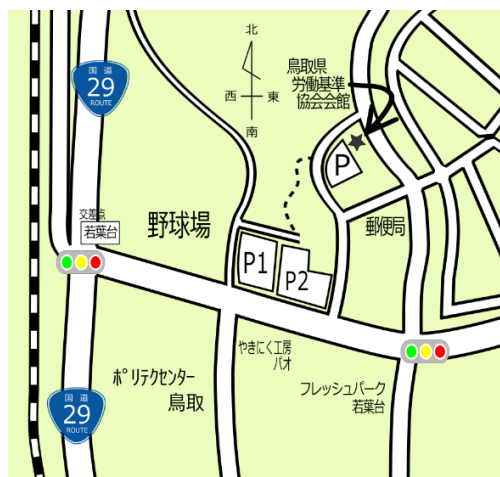 北
西 東
南
国道
29
ROUTE
鳥取県
労働基準
協会会館
P
交差点
若葉台
野球場
郵便局
P1
P2
やきにく工房
バオ
ポリテクセンター
鳥取
フレッシュパーク
若葉台
国道
29
ROUTE